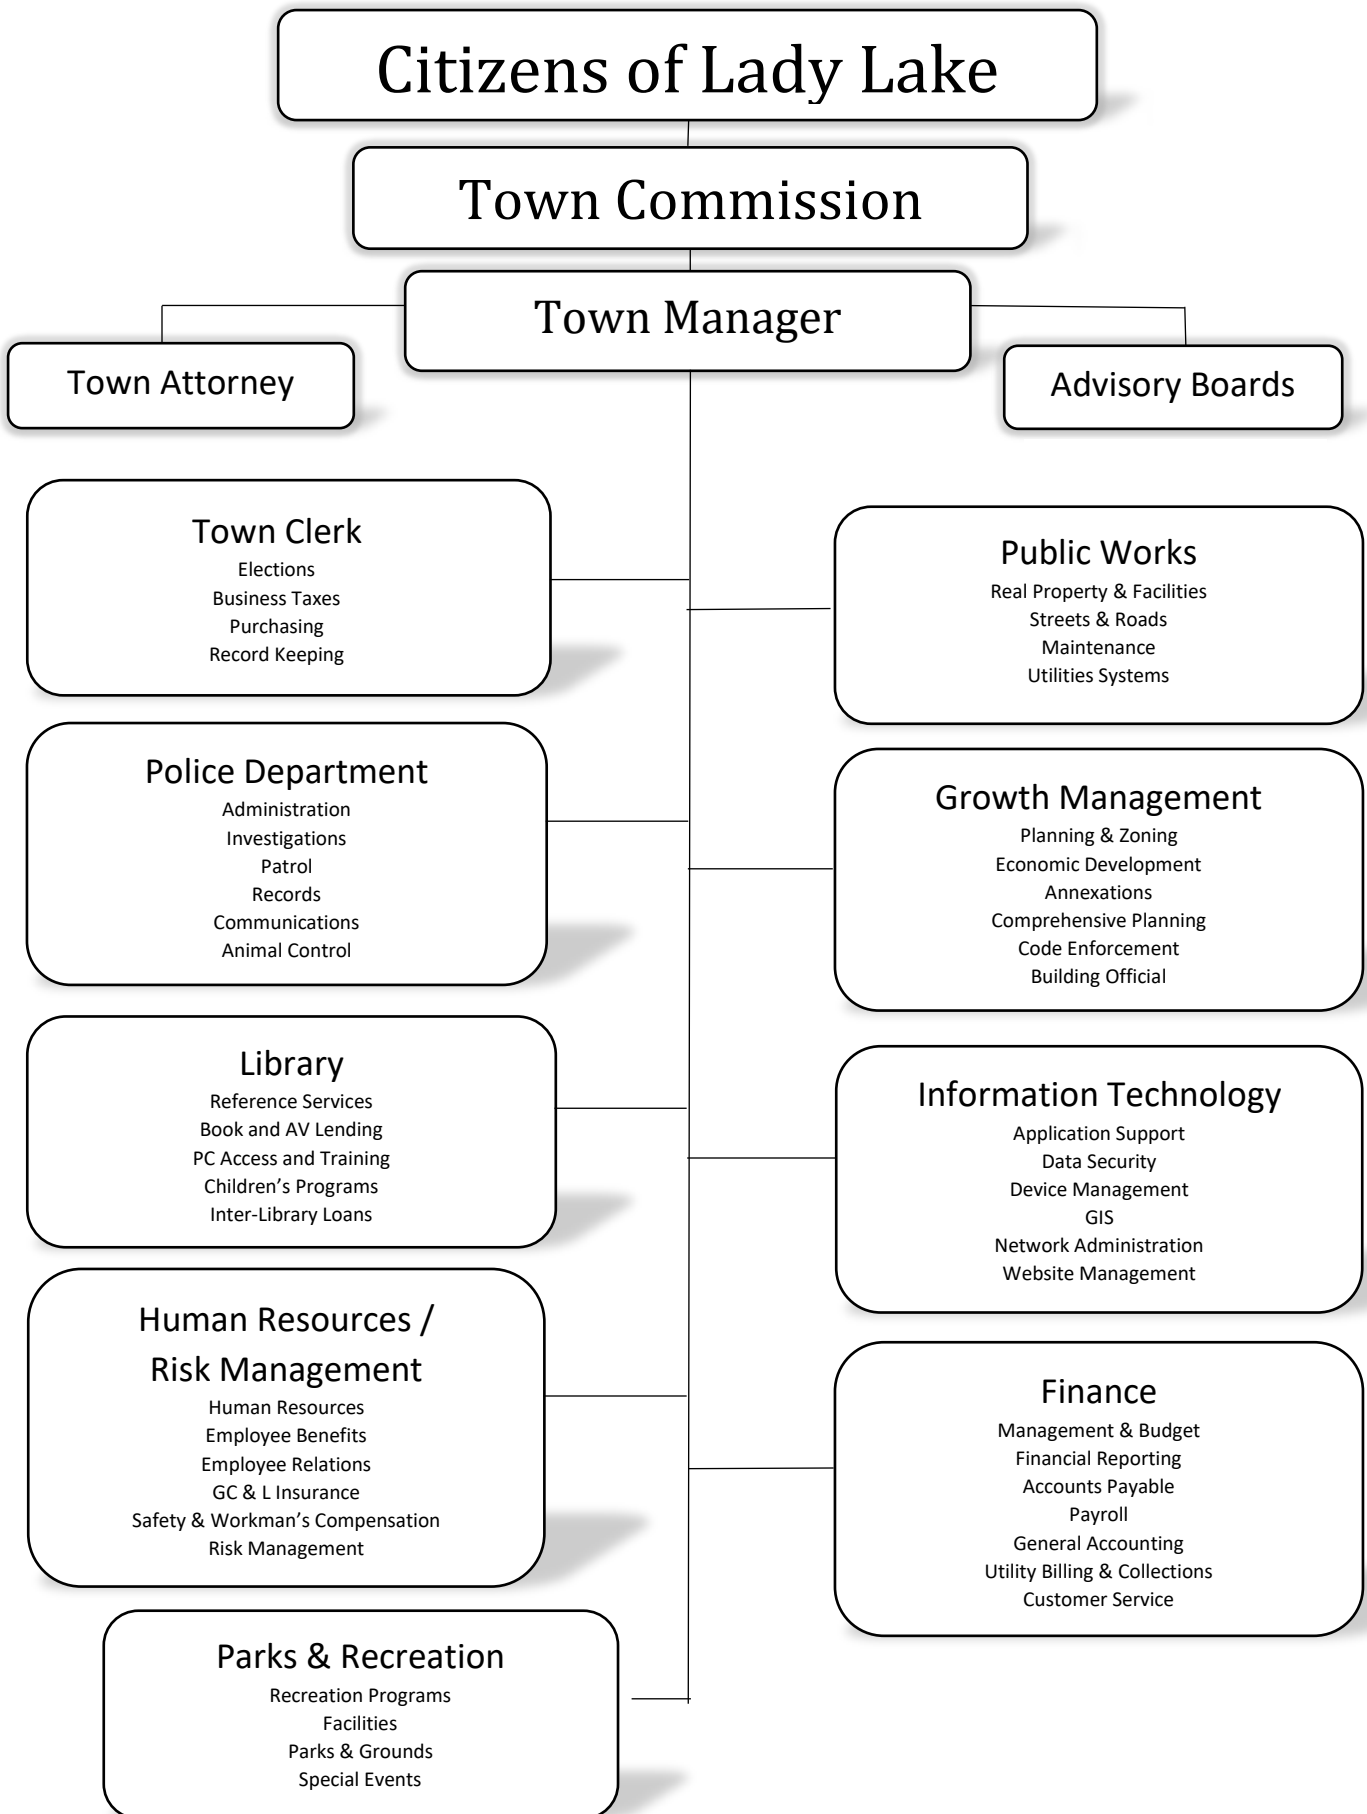 Citizens of Lady Lake
Town Commission
Town Manager
Town Attorney
Advisory Boards
Town Clerk
Elections
Business Taxes
Purchasing
Record Keeping
Public Works
Real Property & Facilities
Streets & Roads
Maintenance
Utilities Systems
Police Department
Administration
Investigations
Patrol
Records
Communications
Animal Control
Growth Management
Planning & Zoning
Economic Development
Annexations
Comprehensive Planning
Code Enforcement
Building Official
Library
Reference Services
Book and AV Lending
PC Access and Training
Children’s Programs
Inter-Library Loans
Information Technology
Application Support
Data Security
Device Management
GIS
Network Administration
Website Management
Human Resources /
Risk Management
Human Resources
Employee Benefits
Employee Relations
GC & L Insurance
Safety & Workman’s Compensation
Risk Management
Finance
Management & Budget
Financial Reporting
Accounts Payable
Payroll
General Accounting
Utility Billing & Collections
Customer Service
Parks & Recreation
Recreation Programs
Facilities
Parks & Grounds
Special Events